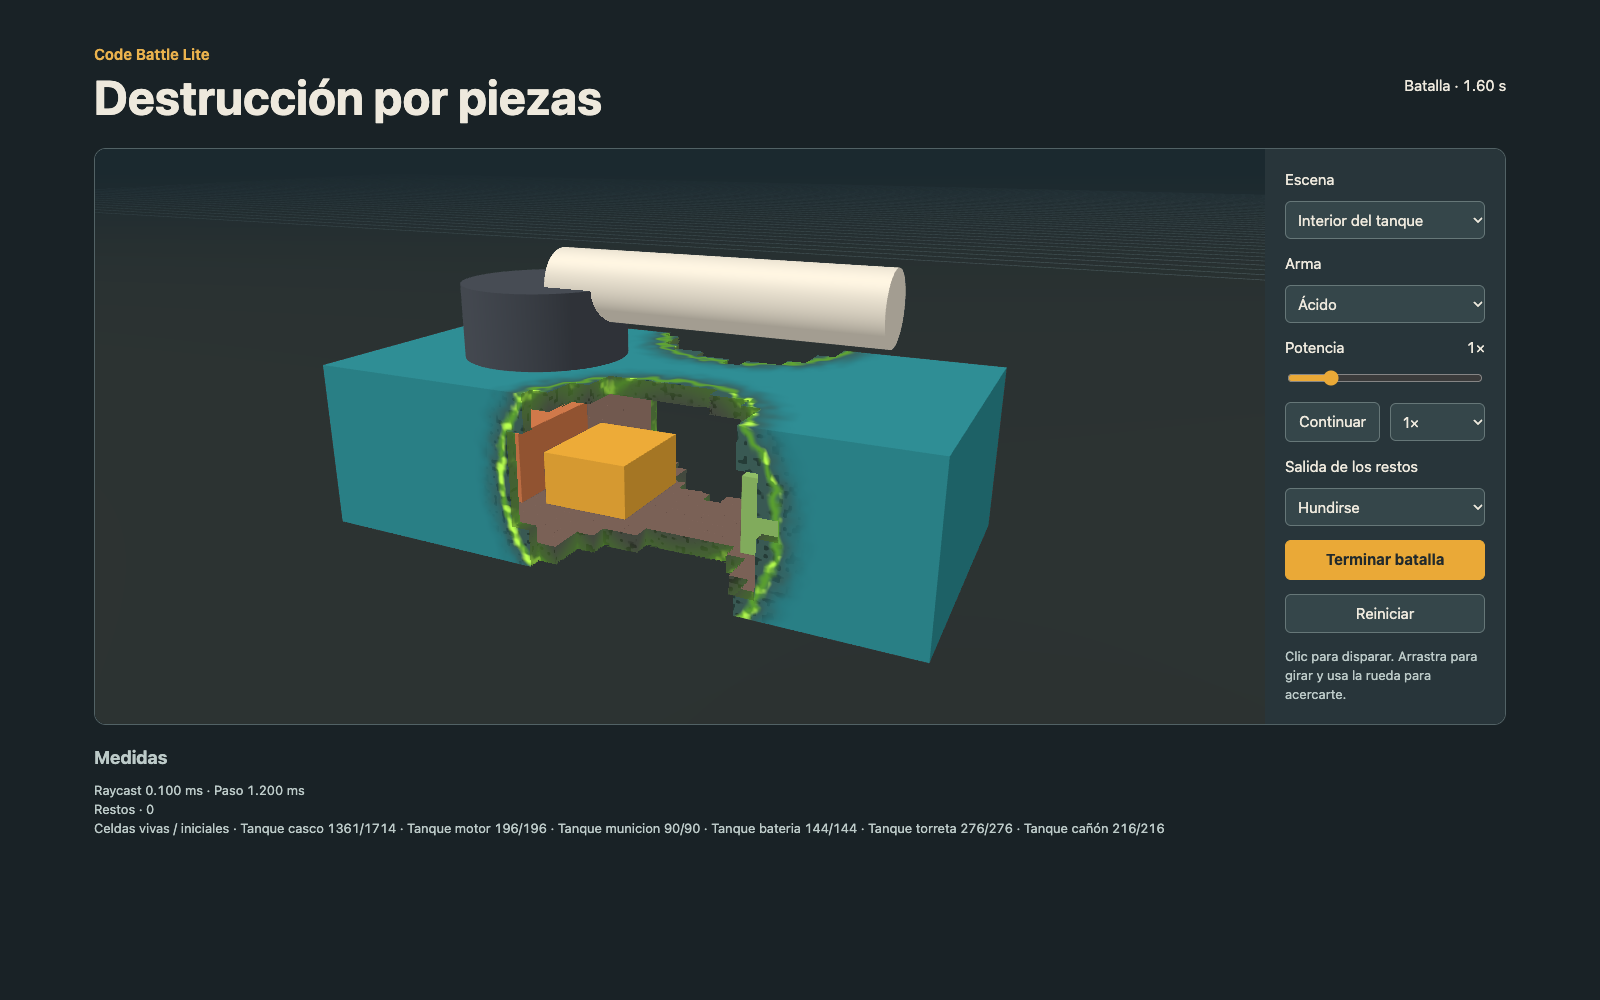 Code Battle Lite
Destrucción por piezas
Batalla · 1.60 s
Escena
Interior del tanque
Arma
Ácido
Potencia 1×
Continuar 1×
Salida de los restos
Hundirse
Terminar batalla
Reiniciar
Clic para disparar. Arrastra para
girar y usa la rueda para
acercarte.
Medidas
Raycast 0.100 ms · Paso 1.200 ms
Restos · 0
Celdas vivas / iniciales · Tanque casco 1361/1714 · Tanque motor 196/196 · Tanque municion 90/90 · Tanque bateria 144/144 · Tanque torreta 276/276 · Tanque cañón 216/216